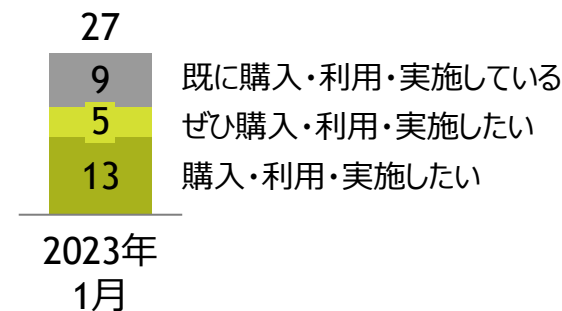 27
9 既に購入・利用・実施している
5 ぜひ購入・利用・実施したい
13 購入・利用・実施したい
2023年
1月